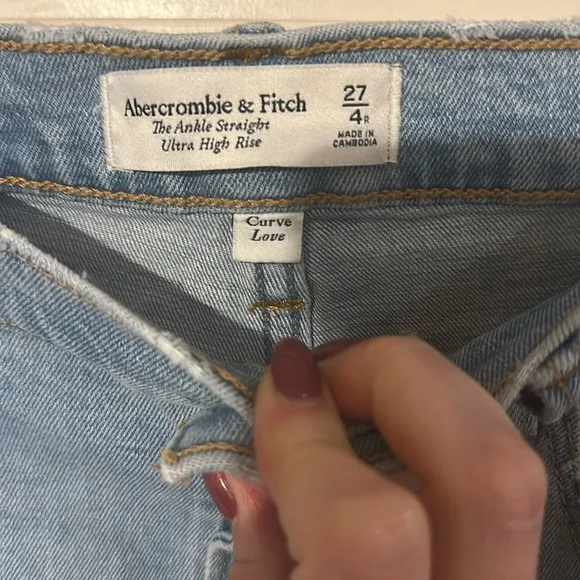 Abercrombie & Fitch
The Ankle Straight
Ultra High Rise
27
4R
MADE IN
CAMBODIA
Curve
Love